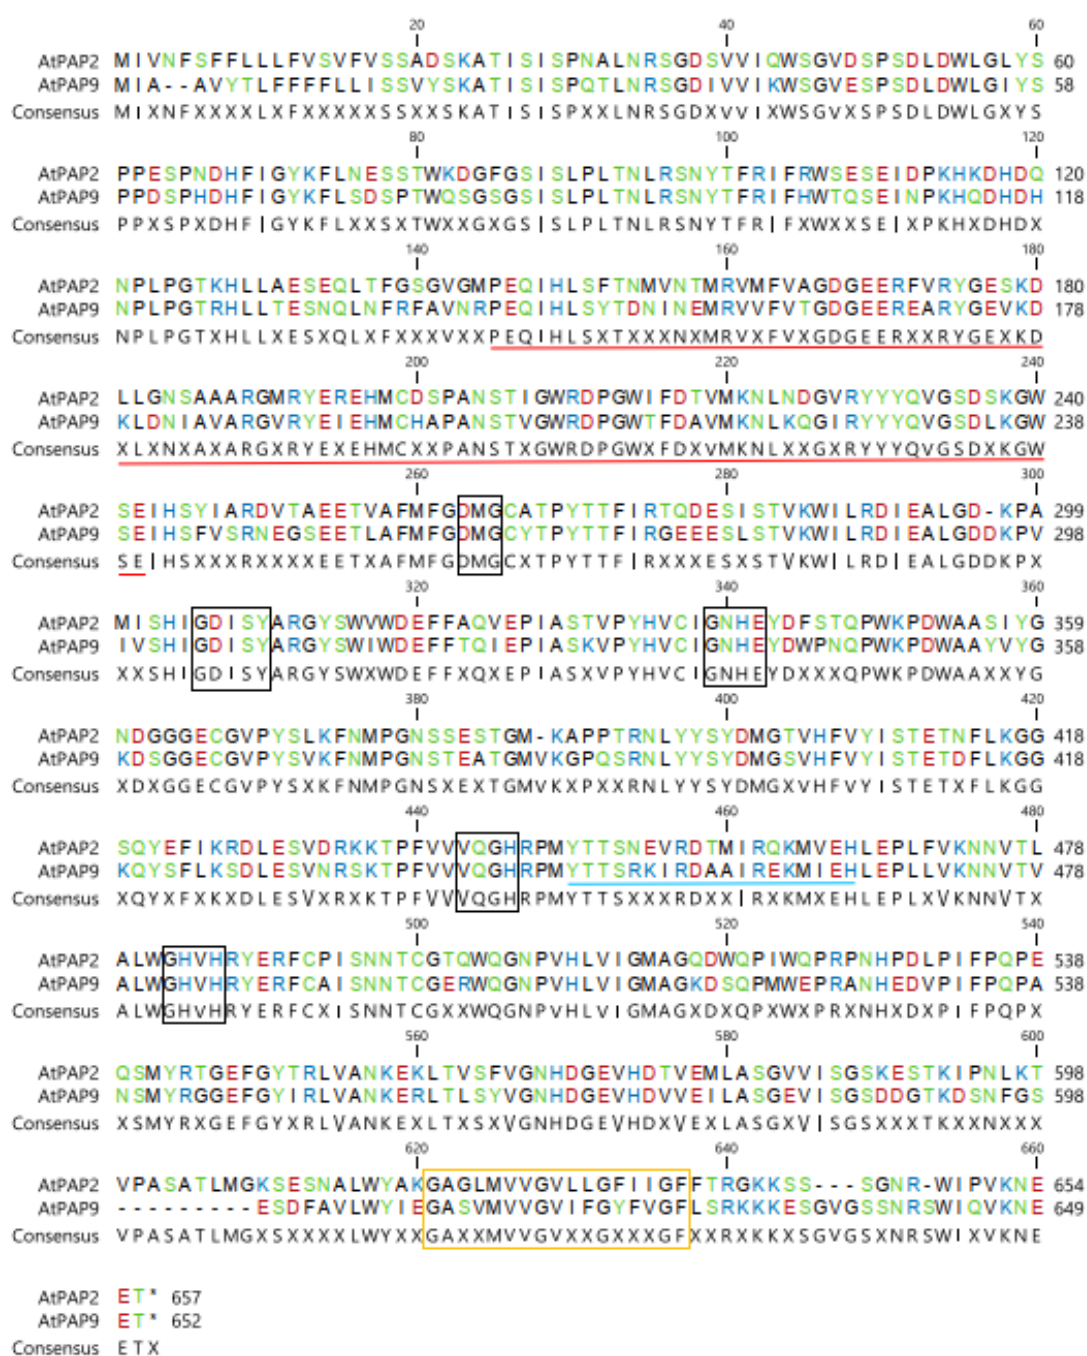 20 40 60
AtPAP2 MIVNFSFFLLLFVSVFVSSADSKATISISPNALNRSGDSVVIQWSGVDSPSDLDWLGLYS 60
AtPAP9 MIA--AVYTLFFFFLLISSVYSKATISISPQTLNRSGDIVVIKWSGVESPSDLDWLGIYS 58
Consensus MIXNFXXXXLXFXXXXXSSXXSKATISISPXXLNRSGDXVVIXWSGVXSPSDLDWLGXYS
80 100 120
AtPAP2 PPESPNDHFIGYKFLNESSTWKDGFGSISLPLTNLRSNYTFRIFRWSESEIDPKHKDHDQ 120
AtPAP9 PPDSPHDHFIGYKFLSDSPTWQSGSGSISLPLTNLRSNYTFRIFHWTQSEINPKHQDHDH 118
Consensus PPXSPXDHFIGYKFLXXSXTWXXGXGSISLPLTNLRSNYTFRIFXWXXSEIXPKHXDHDX
140 160 180
AtPAP2 NPLPGTKHLLAESEQLTFGSGVGMPEQIHLSFTNMVNTMRVMFVAGDGEERFVRYGESKD 180
AtPAP9 NPLPGTRHLLTESNQLNFRFAVNRPEQIHLSYTDNINEMRVVFVTGDGEEREARYGEVKD 178
Consensus NPLPGTXHLLXESXQLXFXXXVXXPEQIHLSXTXXXNXMRVXFVXGDGEERXXRYGEXKD
200 220 240
AtPAP2 LLGNSAAARGMRYEREHMCDSPANSTIGWRDPGWIFDTVMKNLNDGVRYYYQVGSDSKGW 240
AtPAP9 KLDNIAVARGVRYEIEHMCHAPANSTVGWRDPGWTFDAVMKNLKQGIRYYYQVGSDLKGW 238
Consensus XLXNXAXARGXRYEXEHMCXXPANSTXGWRDPGWXFDXVMKNLXXGXRYYYQVGSDXKGW
260 280 300
AtPAP2 SEIHSYIARDVTAEETVAFMFGDMGCATPYTTFIRTQDESISTVKWILRDIEALGD-KPA 299
AtPAP9 SEIHSFVSRNEGSEETLAFMFGDMGCYTPYTTFIRGEEESLSTVKWILRDIEALGDDKPV 298
Consensus SEIHSXXXRXXXXEETXAFMFGDMGCXTPYTTFIRXXXESXSTVKWILRDIEALGDDKPX
320 340 360
AtPAP2 MISHIGDISYARGYSWVWDEFFAQVEPIASTVPYHVCIGNHEYDFSTQPWKPDWAASIYG 359
AtPAP9 IVSHIGDISYARGYSWIWDEFFTQIEPIASKVPYHVCIGNHEYDWPNQPWKPDWAAYVYG 358
Consensus XXSHIGDISYARGYSWXWDEFFXQXEPIASXVPYHVCIGNHEYDXXXQPWKPDWAAXXYG
380 400 420
AtPAP2 NDGGGECGVPYSLKFNMPGNSSESTGM-KAPPTRNLYYSYDMGTVHFVYISTETNFLKGG 418
AtPAP9 KDSGGECGVPYSVKFNMPGNSTEATGMVKGPQSRNLYYSYDMGSVHFVYISTETDFLKGG 418
Consensus XDXGGECGVPYSXKFNMPGNSXEXTGMVKXPXXRNLYYSYDMGXVHFVYISTETXFLKGG
440 460 480
AtPAP2 SQYEFIKRDLESVDRKKTPFVVVQGHRPMYTTSNEVRDTMIRQKMVEHLEPLFVKNNVTL 478
AtPAP9 KQYSFLKSDLESVNRSKTPFVVVQGHRPMYTTSRKIRDAAIREKMIEHLEPLLVKNNVTV 478
Consensus XQYXFXKXDLESVXRXKTPFVVVQGHRPMYTTSXXXRDXXIRXKMXEHLEPLXVKNNVTX
500 520 540
AtPAP2 ALWGHVHRYERFCPISNNTCGTQWQGNPVHLVIGMAGQDWQPIWQPRPNHPDLPIFPQPE 538
AtPAP9 ALWGHVHRYERFCAISNNTCGERWQGNPVHLVIGMAGKDSQPMWEPRANHEDVPIFPQPA 538
Consensus ALWGHVHRYERFCXISNNTCGXXWQGNPVHLVIGMAGXDXQPXWXPRXNHXDXPIFPQPX
560 580 600
AtPAP2 QSMYRTGEFGYTRLVANKEKLTVSFVGNHDGEVHDTVEMLASGVVISGSKESTKIPNLKT 598
AtPAP9 NSMYRGGEFGYIRLVANKERLTLSYVGNHDGEVHDVVEILASGEVISGSDDGTKDSNFGS 598
Consensus XSMYRXGEFGYXRLVANKEXLTXSXVGNHDGEVHDXVEXLASGXVISGSXXXTKXXNXXX
620 640 660
AtPAP2 VPASATLMGKSESNALWYAKGAGLMVVGVLLGFIIGFFTRGKKSS---SGNR-WIPVKNE 654
AtPAP9 ---------ESDFAVLWYIEGASVMVVGVIFGYFVGFLSRKKKESGVGSSNRSWIQVKNE 649
Consensus VPASATLMGXSXXXXLWYXXGAXXMVVGVXXGXXXGFXXRXKKXSGVGSXNRSWIXVKNE
AtPAP2 ET* 657
AtPAP9 ET* 652
Consensus ETX